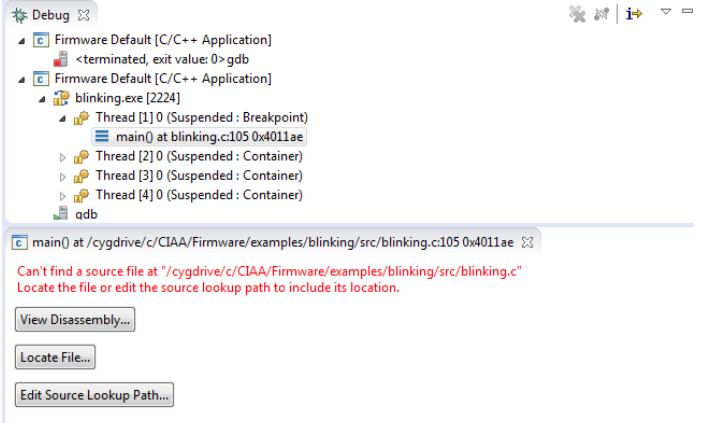 Debug
Firmware Default [C/C++ Application]
<terminated, exit value: 0>gdb
Firmware Default [C/C++ Application]
blinking.exe [2224]
Thread [1] 0 (Suspended : Breakpoint)
main() at blinking.c:105 0x4011ae
Thread [2] 0 (Suspended : Container)
Thread [3] 0 (Suspended : Container)
Thread [4] 0 (Suspended : Container)
gdb
main() at /cygdrive/c/CIAA/Firmware/examples/blinking/src/blinking.c:105 0x4011ae
Can't find a source file at "/cygdrive/c/CIAA/Firmware/examples/blinking/src/blinking.c"
Locate the file or edit the source lookup path to include its location.
View Disassembly...
Locate File...
Edit Source Lookup Path...